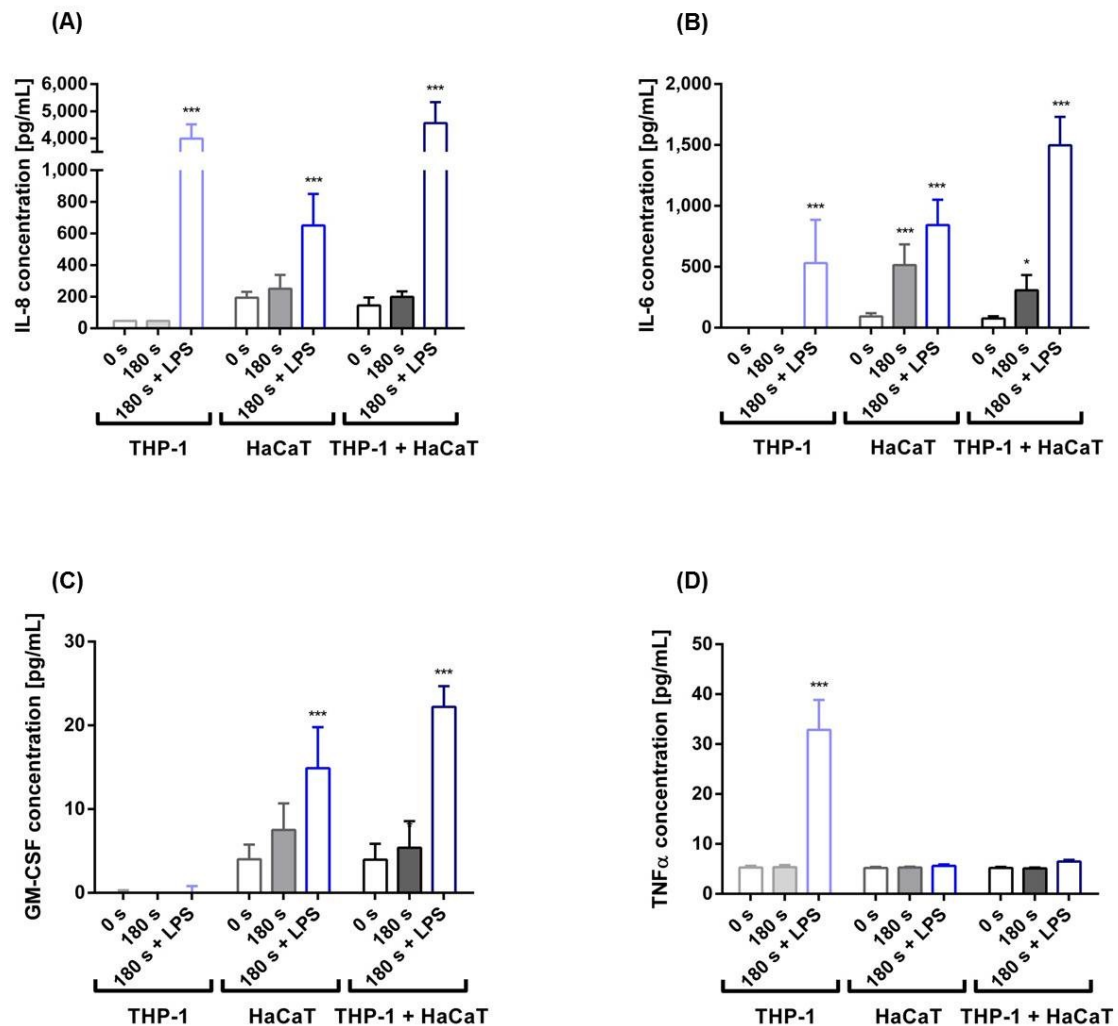 (A)
IL-8 concentration [pg/mL]
6,000
5,000
4,000
1,000
800
600
400
200
0
***
***
***
0 s
180 s
180 s + LPS
0 s
180 s
180 s + LPS
0 s
180 s
180 s + LPS
THP-1
HaCaT
THP-1 + HaCaT
(B)
IL-6 concentration [pg/mL]
2,000
1,500
1,000
500
0
***
***
***
*
***
0 s
180 s
180 s + LPS
0 s
180 s
180 s + LPS
0 s
180 s
180 s + LPS
THP-1
HaCaT
THP-1 + HaCaT
(C)
GM-CSF concentration [pg/mL]
30
20
10
0
***
***
0 s
180 s
180 s + LPS
0 s
180 s
180 s + LPS
0 s
180 s
180 s + LPS
THP-1
HaCaT
THP-1 + HaCaT
(D)
TNFα concentration [pg/mL]
50
40
30
20
10
0
***
0 s
180 s
180 s + LPS
0 s
180 s
180 s + LPS
0 s
180 s
180 s + LPS
THP-1
HaCaT
THP-1 + HaCaT